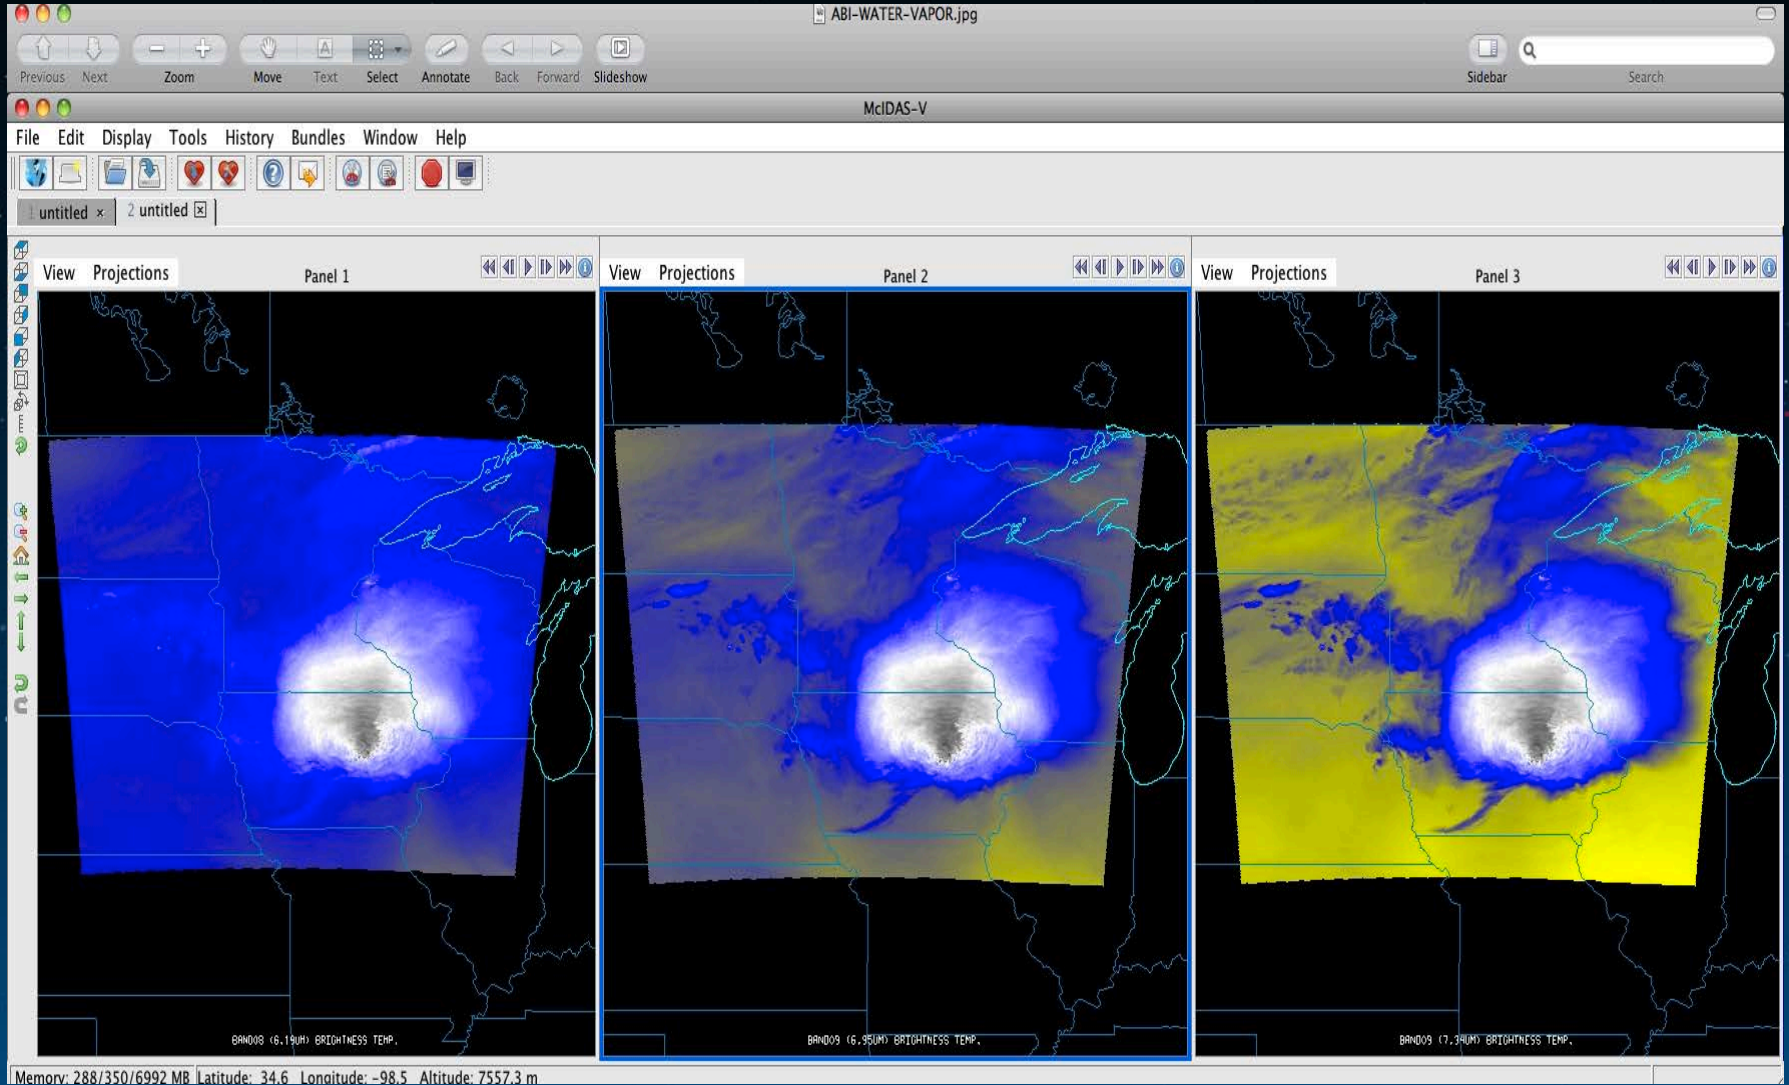 ABI-WATER-VAPOR.jpg
Previous Next Zoom Move Text Select Annotate Back Forward Slideshow Sidebar Search
McIDAS-V
File Edit Display Tools History Bundles Window Help
1 untitled × 2 untitled
View Projections Panel 1
View Projections Panel 2
View Projections Panel 3
BAND08 (6.19UM) BRIGHTNESS TEMP.
BAND09 (6.95UM) BRIGHTNESS TEMP.
BAND09 (7.34UM) BRIGHTNESS TEMP.
Memory: 288/350/6992 MB Latitude: 34.6 Longitude: -98.5 Altitude: 7557.3 m